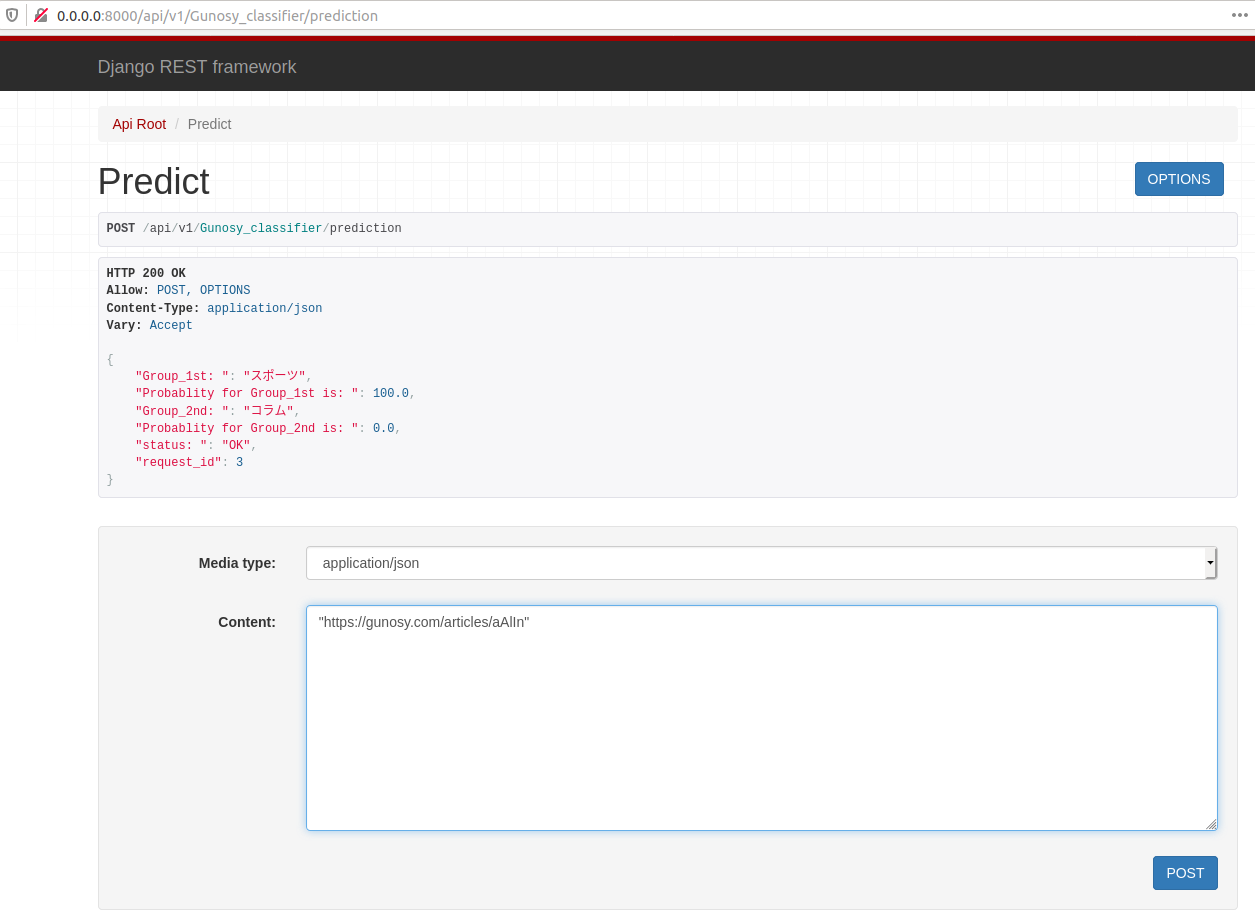 0.0.0.0:8000/api/v1/Gunosy_classifier/prediction
Django REST framework
Api Root / Predict
Predict
OPTIONS
POST /api/v1/Gunosy_classifier/prediction
HTTP 200 OK
Allow: POST, OPTIONS
Content-Type: application/json
Vary: Accept
{
"Group_1st: ": "スポーツ",
"Probablity for Group_1st is: ": 100.0,
"Group_2nd: ": "コラム",
"Probablity for Group_2nd is: ": 0.0,
"status: ": "OK",
"request_id": 3
}
Media type: application/json
Content: "https://gunosy.com/articles/aAlIn"
POST